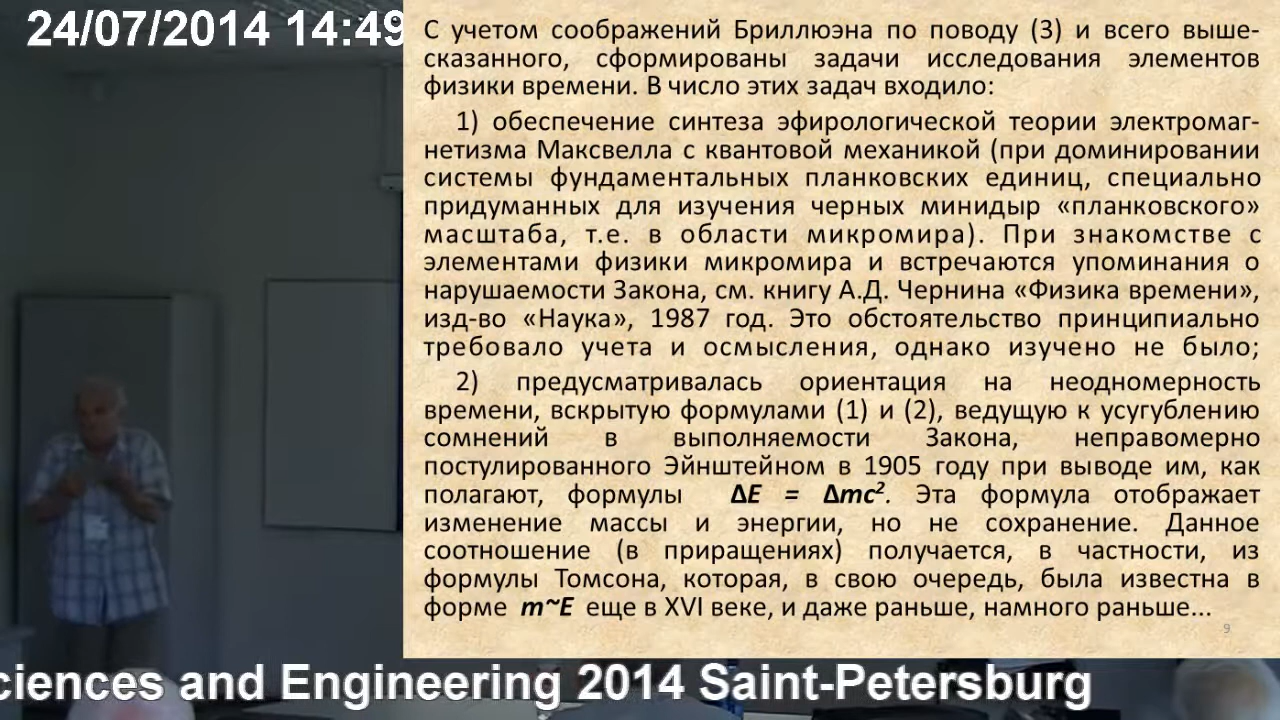 24/07/2014 14:49
С учетом соображений Бриллюэна по поводу (3) и всего выше-
сказанного, сформированы задачи исследования элементов
физики времени. В число этих задач входило:
1) обеспечение синтеза эфирологической теории электромаг-
нетизма Максвелла с квантовой механикой (при доминировании
системы фундаментальных планковских единиц, специально
придуманных для изучения черных минидыр «планковского»
масштаба, т.е. в области микромира). При знакомстве с
элементами физики микромира и встречаются упоминания о
нарушаемости Закона, см. книгу А.Д. Чернина «Физика времени»,
изд-во «Наука», 1987 год. Это обстоятельство принципиально
требовало учета и осмысления, однако изучено не было;
2) предусматривалась ориентация на неодномерность
времени, вскрытую формулами (1) и (2), ведущую к усугублению
сомнений в выполняемости Закона, неправомерно
постулированного Эйнштейном в 1905 году при выводе им, как
полагают, формулы ΔE = Δmc². Эта формула отображает
изменение массы и энергии, но не сохранение. Данное
соотношение (в приращениях) получается, в частности, из
формулы Томсона, которая, в свою очередь, была известна в
форме m~E еще в XVI веке, и даже раньше, намного раньше...
9
ciences and Engineering 2014 Saint-Petersburg